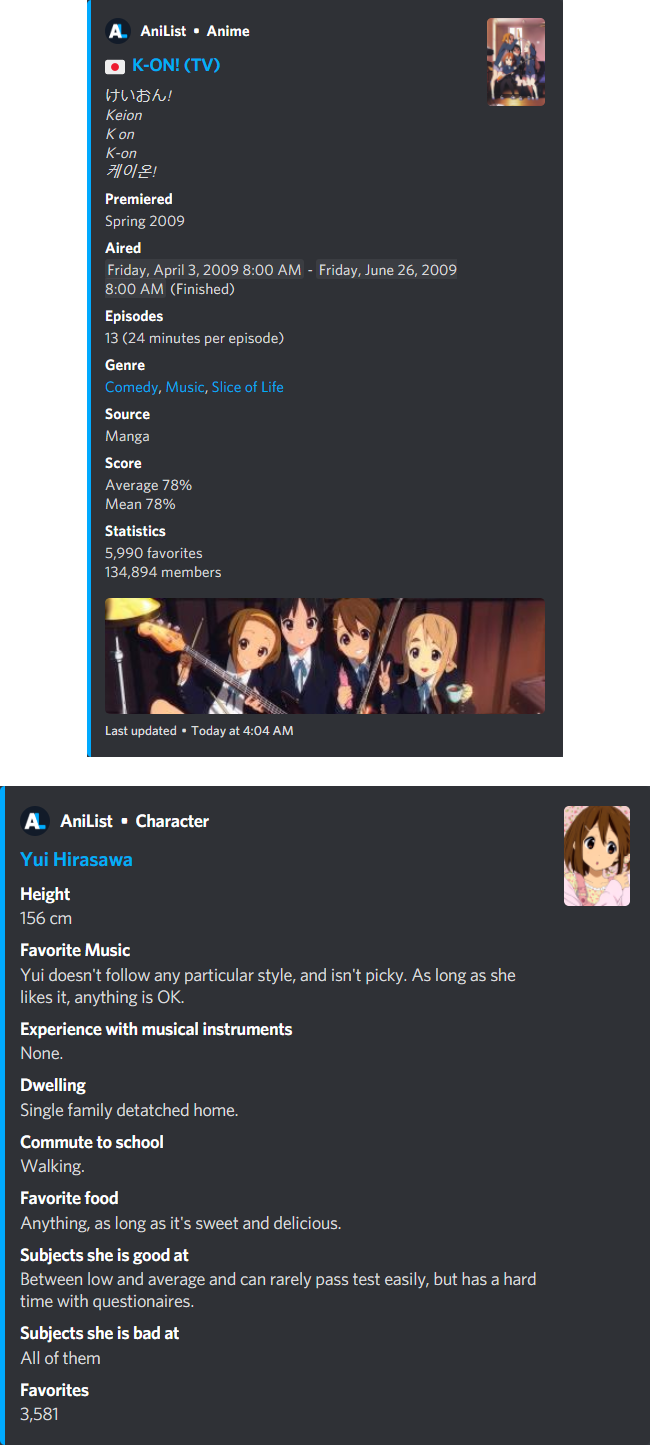 AniList • Anime
K-ON! (TV)
けいおん!
Keion
K on
K-on
케이온!
Premiered
Spring 2009
Aired
Friday, April 3, 2009 8:00 AM - Friday, June 26, 2009
8:00 AM (Finished)
Episodes
13 (24 minutes per episode)
Genre
Comedy, Music, Slice of Life
Source
Manga
Score
Average 78%
Mean 78%
Statistics
5,990 favorites
134,894 members
Last updated • Today at 4:04 AM
AniList • Character
Yui Hirasawa
Height
156 cm
Favorite Music
Yui doesn't follow any particular style, and isn't picky. As long as she
likes it, anything is OK.
Experience with musical instruments
None.
Dwelling
Single family detatched home.
Commute to school
Walking.
Favorite food
Anything, as long as it's sweet and delicious.
Subjects she is good at
Between low and average and can rarely pass test easily, but has a hard
time with questionaires.
Subjects she is bad at
All of them
Favorites
3,581